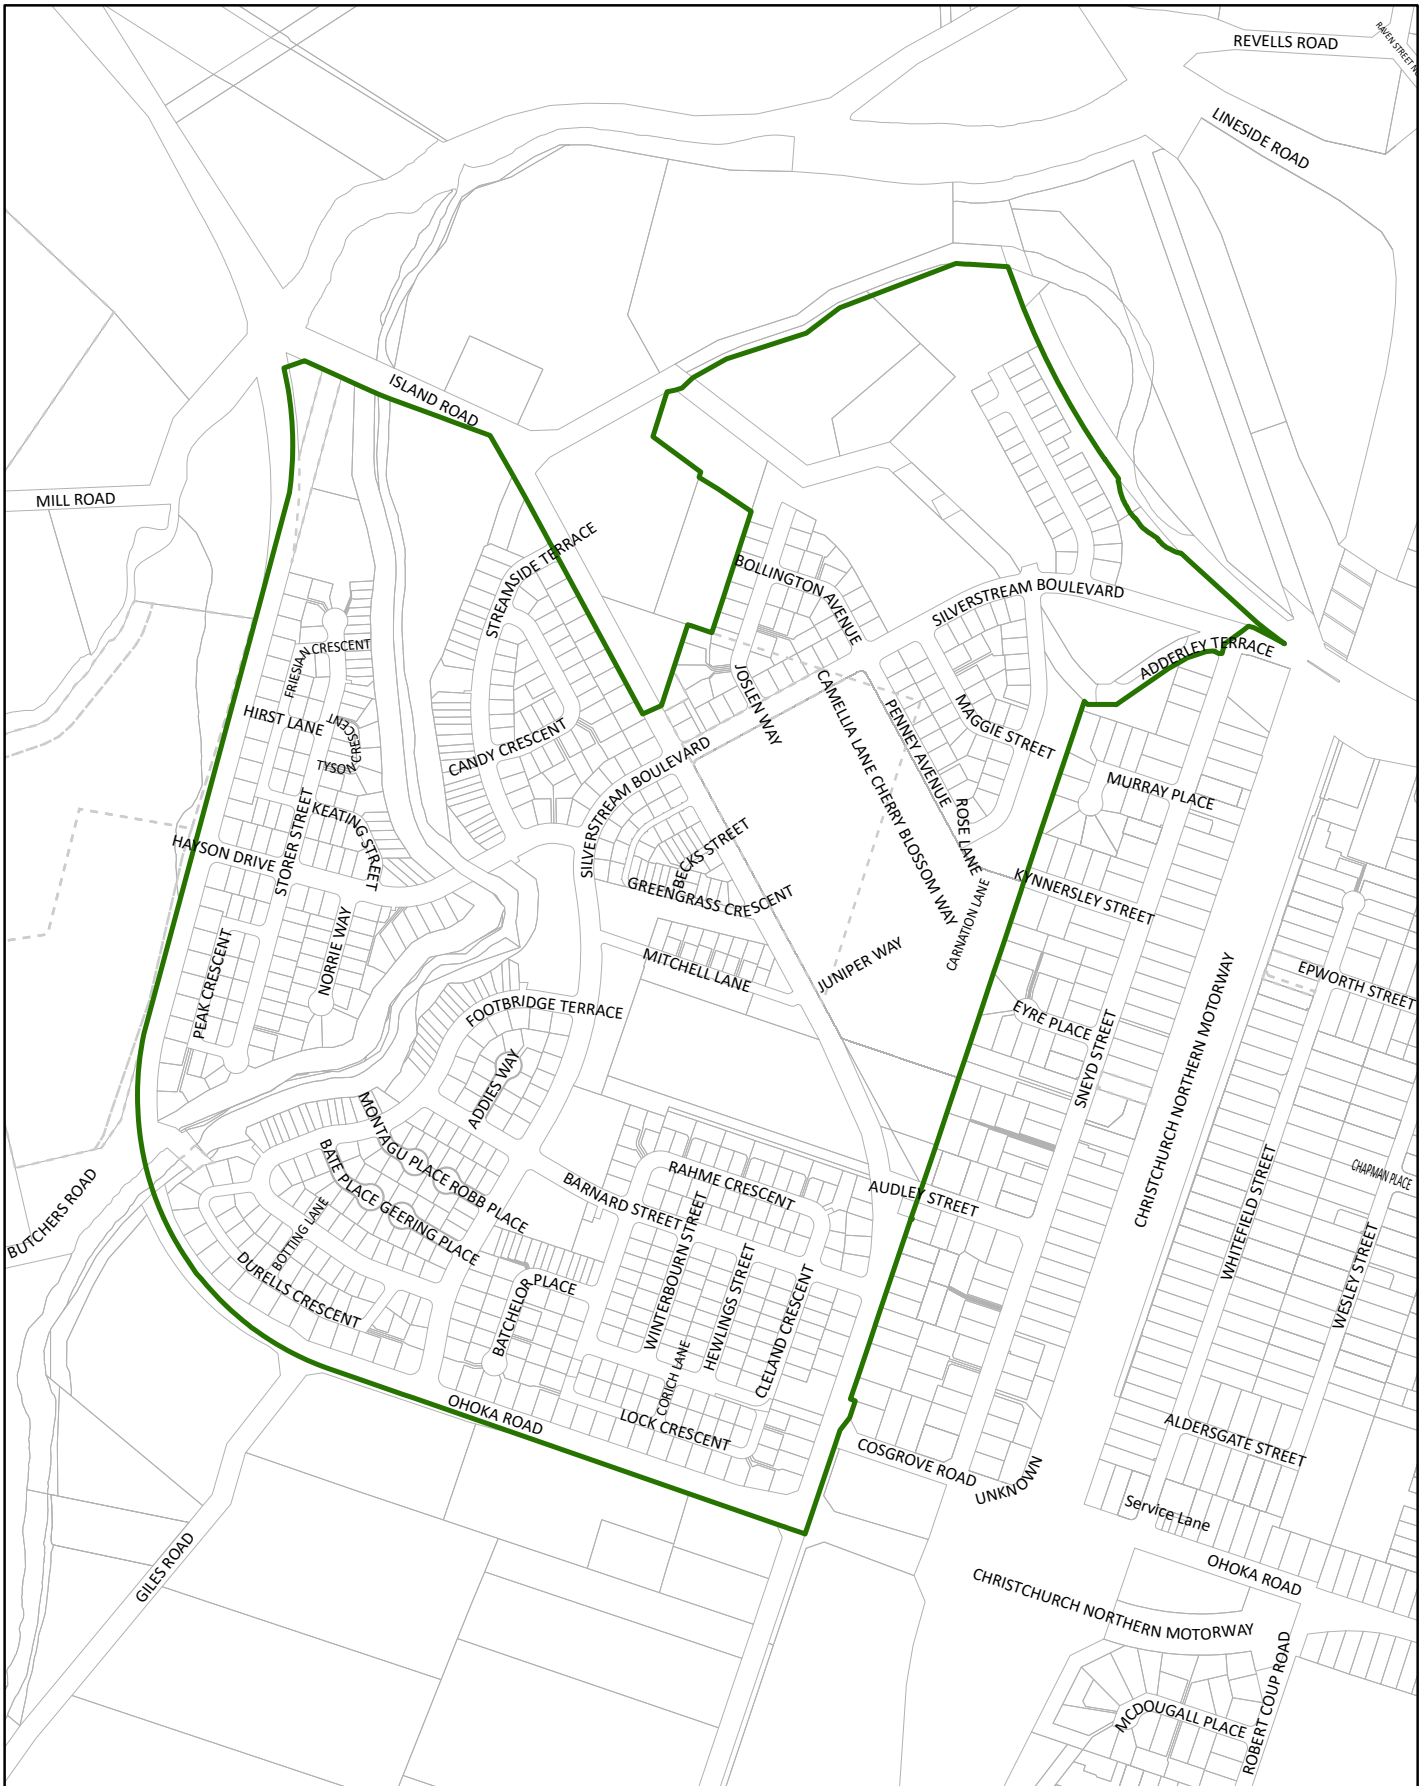 REVELLS ROAD
LINESIDE ROAD
ISLAND ROAD
MILL ROAD
STREAMSIDE TERRACE
BOLLINGTON AVENUE
SILVERSTREAM BOULEVARD
ADDERLEY TERRACE
FRIESIAN
CRESCENT
HIRST LANE
TYSON
CRESCENT
JOSLEN WAY
CAMELLIA LANE
CHERRY BLOSSOM WAY
PENNEY AVENUE
MAGGIE STREET
CANDY CRESCENT
SILVERSTREAM BOULEVARD
MURRAY PLACE
KEATING STREET
STORER STREET
HAYSON DRIVE
BECKS STREET
GREENGRASS CRESCENT
ROSE LANE
CARNATION LANE
KYNNERSLEY STREET
NORRIE WAY
PEAK CRESCENT
MITCHELL LANE
JUNIPER WAY
EPWORTH STREET
FOOTBRIDGE TERRACE
EYRE PLACE
SNEYD STREET
CHRISTCHURCH NORTHERN MOTORWAY
ADDIES WAY
MONTAGU PLACE
ROBB PLACE
BATE PLACE
GEERING PLACE
RAHME CRESCENT
AUDLEY STREET
BARNARD STREET
CHAPMAN PLACE
WHITEFIELD STREET
WESLEY STREET
BUTCHERS ROAD
BOTTING LANE
DURELLS CRESCENT
BATCHELOR
PLACE
WINTERBOURN STREET
HEWLINGS STREET
CLELAND CRESCENT
CORICH LANE
LOCK CRESCENT
OHOKA ROAD
COSGROVE ROAD
UNKNOWN
ALDERSGATE STREET
Service Lane
OHOKA ROAD
GILES ROAD
CHRISTCHURCH NORTHERN MOTORWAY
MCDOUGALL PLACE
ROBERT COUP ROAD